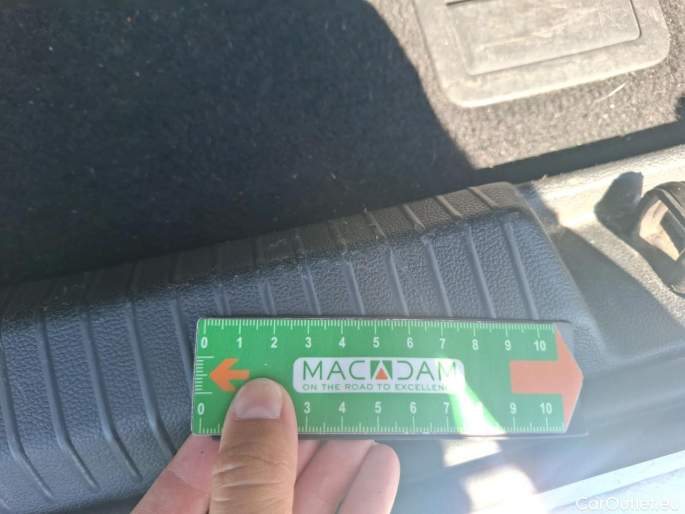 0 1 2 3 4 5 6 7 8 9 10
MACADAM
ON THE ROAD TO EXCELLENCE
0 3 4 5 6 7 9 10
CarOutlet.eu